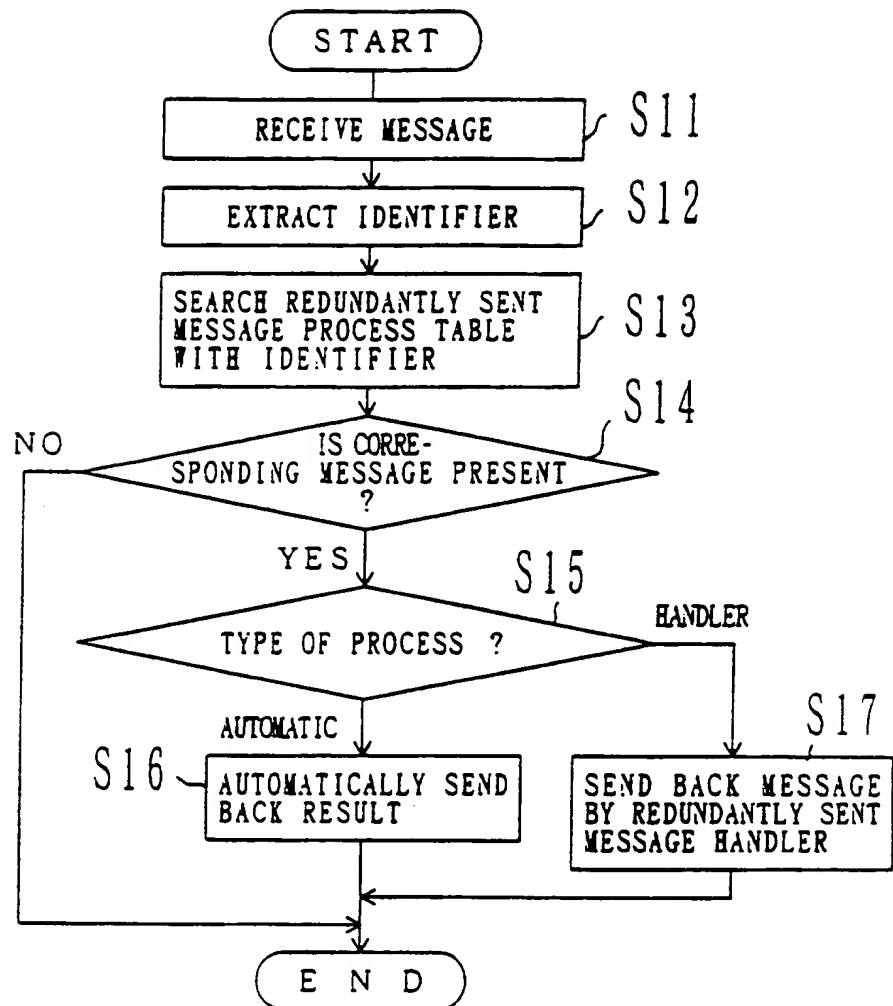 START
RECEIVE MESSAGE
S11
EXTRACT IDENTIFIER
S12
SEARCH REDUNDANTLY SENT
MESSAGE PROCESS TABLE
WITH IDENTIFIER
S13
S14
NO
IS CORRE-
SPONDING MESSAGE PRESENT
?
YES
S15
TYPE OF PROCESS ?
HANDLER
AUTOMATIC
S16
AUTOMATICALLY SEND
BACK RESULT
S17
SEND BACK MESSAGE
BY REDUNDANTLY SENT
MESSAGE HANDLER
END